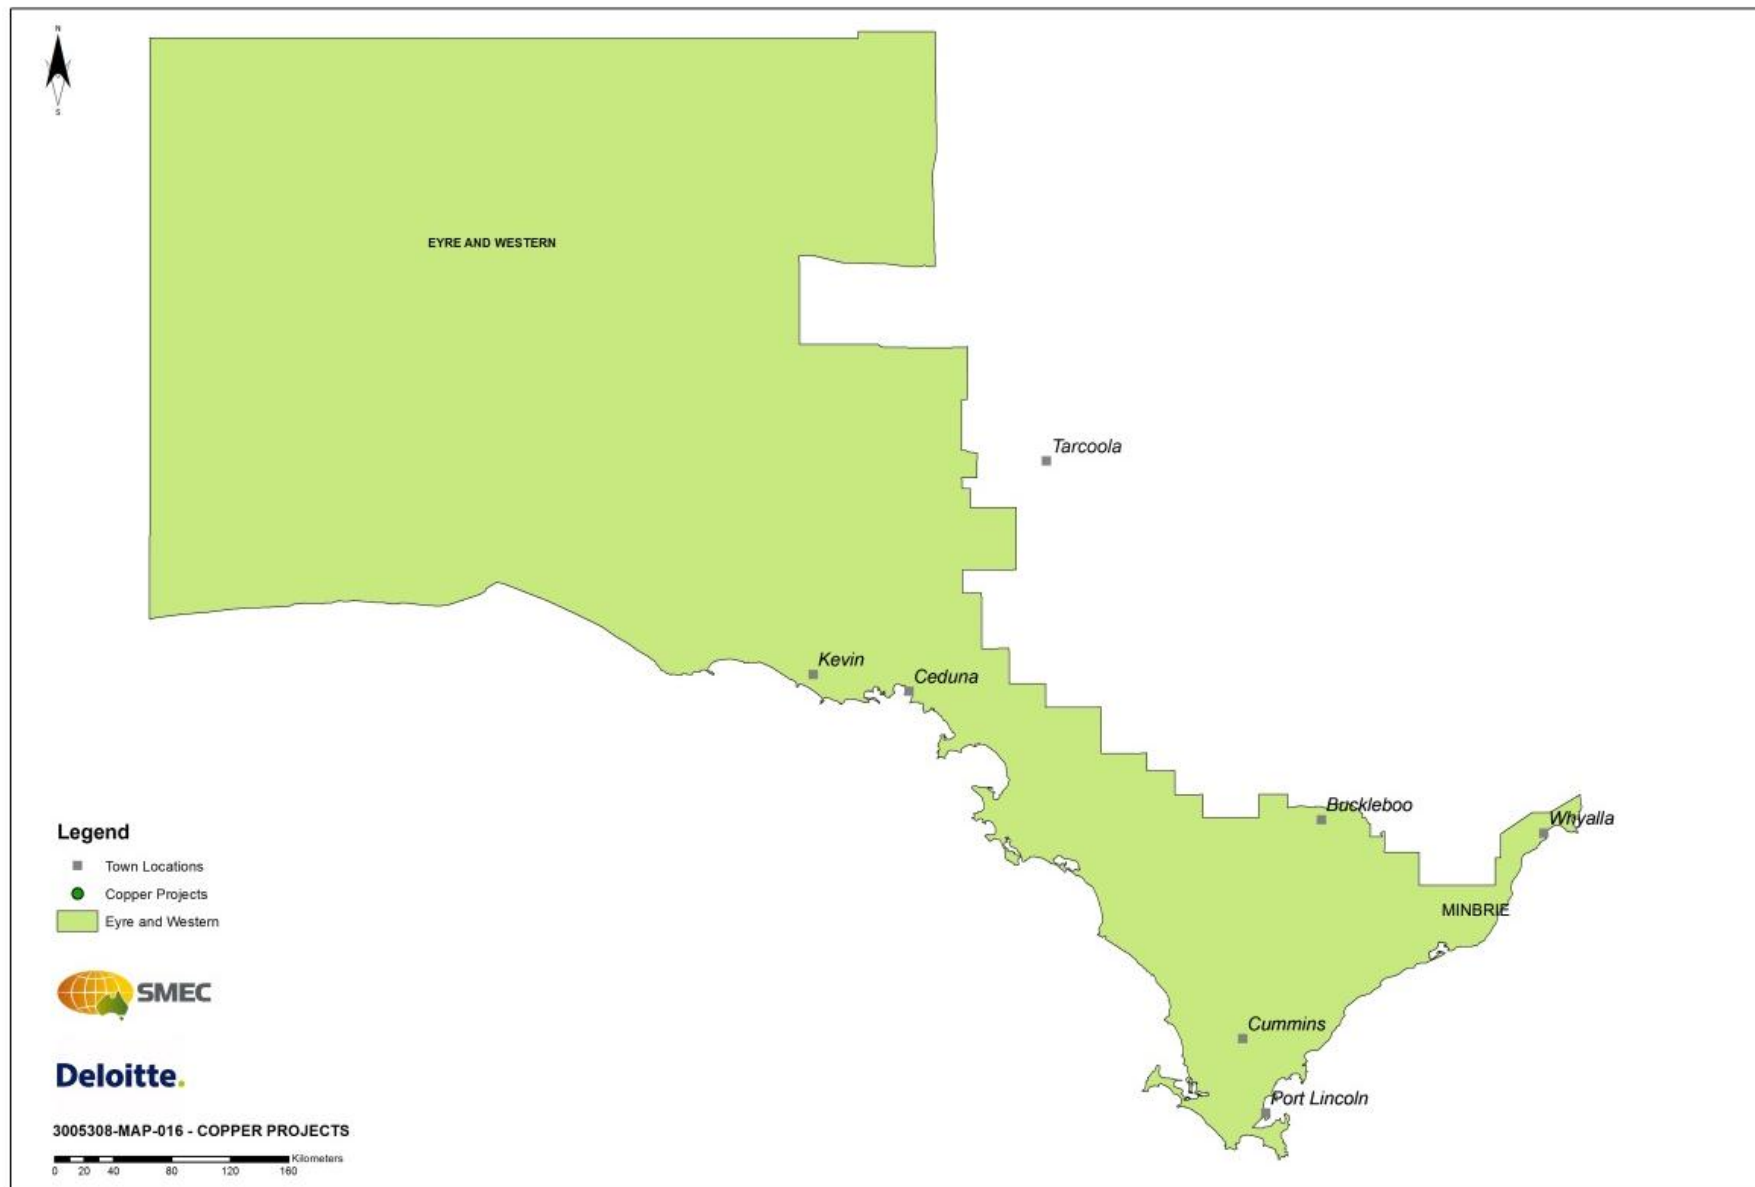 N
S
EYRE AND WESTERN
Tarcoola
Kevin
Ceduna
Buckleboo
Whyalla
MINBRIE
Cummins
Port Lincoln
Legend
Town Locations
Copper Projects
Eyre and Western
SMEC
Deloitte.
3005308-MAP-016 - COPPER PROJECTS
Kilometers
0 20 40 80 120 160